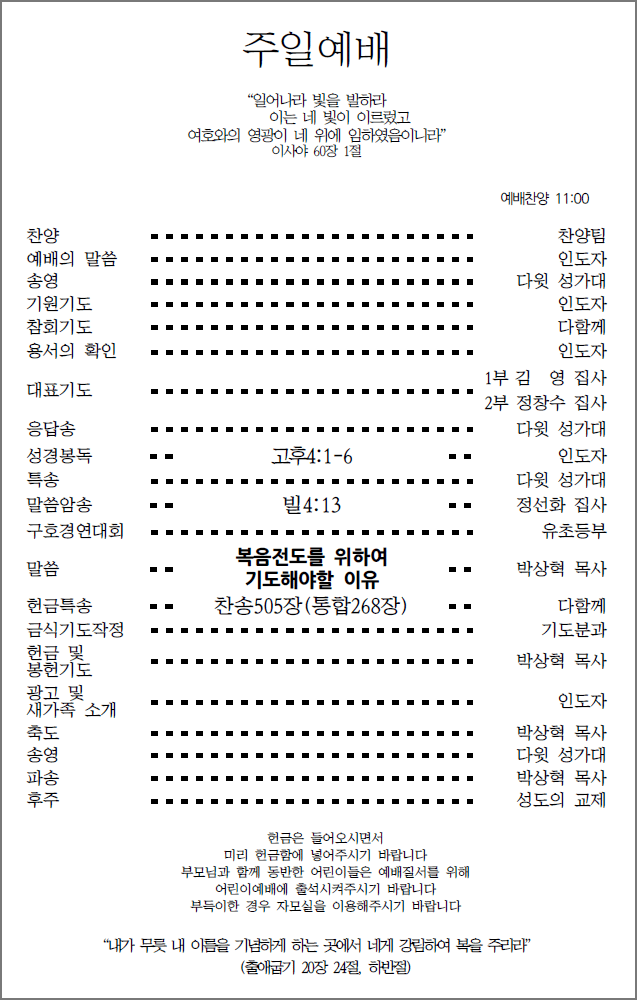 주일예배
“일어나라 빛을 발하라
이는 네 빛이 이르렀고
여호와의 영광이 네 위에 임하였음이니라”
이사야 60장 1절
예배찬양 11:00
찬양 찬양팀
예배의 말씀 인도자
송영 다윗 성가대
기원기도 인도자
참회기도 다함께
용서의 확인 인도자
대표기도 1부 김 영 집사
2부 정창수 집사
응답송 다윗 성가대
성경봉독 고후4:1-6 인도자
특송 다윗 성가대
말씀암송 빌4:13 정선화 집사
구호경연대회 유초등부
말씀 복음전도를 위하여
기도해야할 이유 박상혁 목사
헌금특송 찬송505장(통합268장) 다함께
금식기도작정 기도분과
헌금 및
봉헌기도 박상혁 목사
광고 및
새가족 소개 인도자
축도 박상혁 목사
송영 다윗 성가대
파송 박상혁 목사
후주 성도의 교제
헌금은 들어오시면서
미리 헌금함에 넣어주시기 바랍니다
부모님과 함께 동반한 어린이들은 예배질서를 위해
어린이예배에 출석시켜주시기 바랍니다
부득이한 경우 자모실을 이용해주시기 바랍니다
“내가 무릇 내 이름을 기념하게 하는 곳에서 네게 강림하여 복을 주리라”
(출애굽기 20장 24절, 하반절)